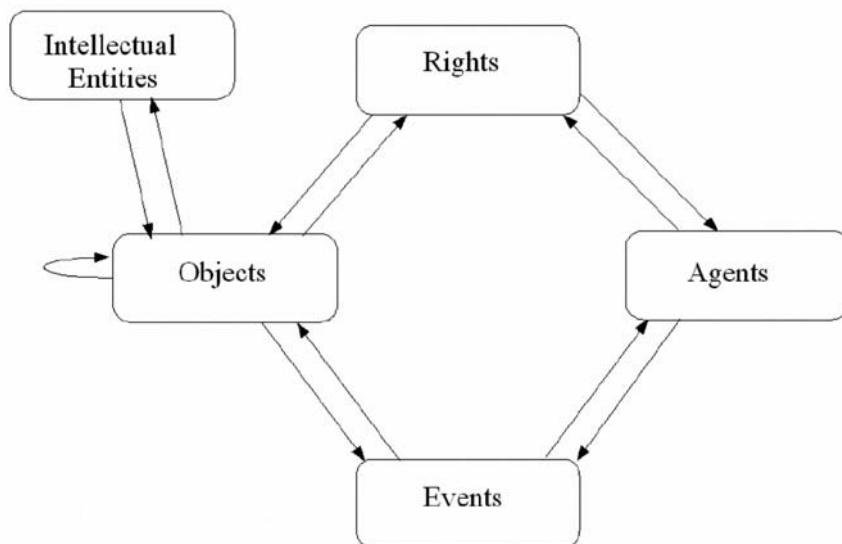 Intellectual
Entities
Rights
Objects
Agents
Events